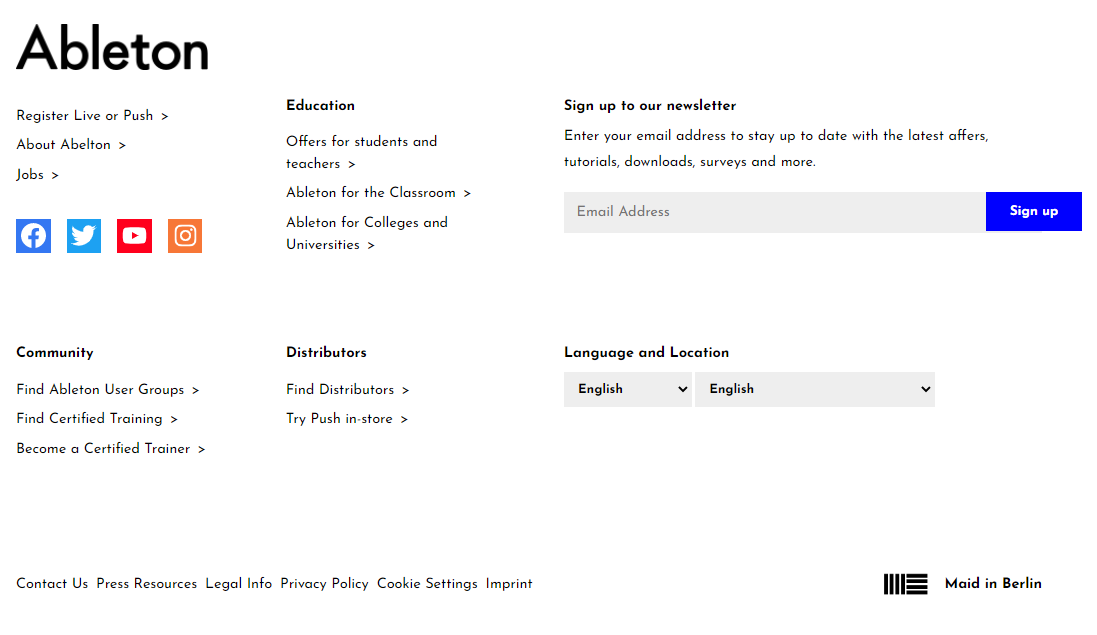 Ableton
Register Live or Push >
About Abelton >
Jobs >
Education
Offers for students and
teachers >
Ableton for the Classroom >
Ableton for Colleges and
Universities >
Sign up to our newsletter
Enter your email address to stay up to date with the latest affers,
tutorials, downloads, surveys and more.
Email Address
Sign up
Community
Find Ableton User Groups >
Find Certified Training >
Become a Certified Trainer >
Distributors
Find Distributors >
Try Push in-store >
Language and Location
English
English
Contact Us Press Resources Legal Info Privacy Policy Cookie Settings Imprint
Maid in Berlin